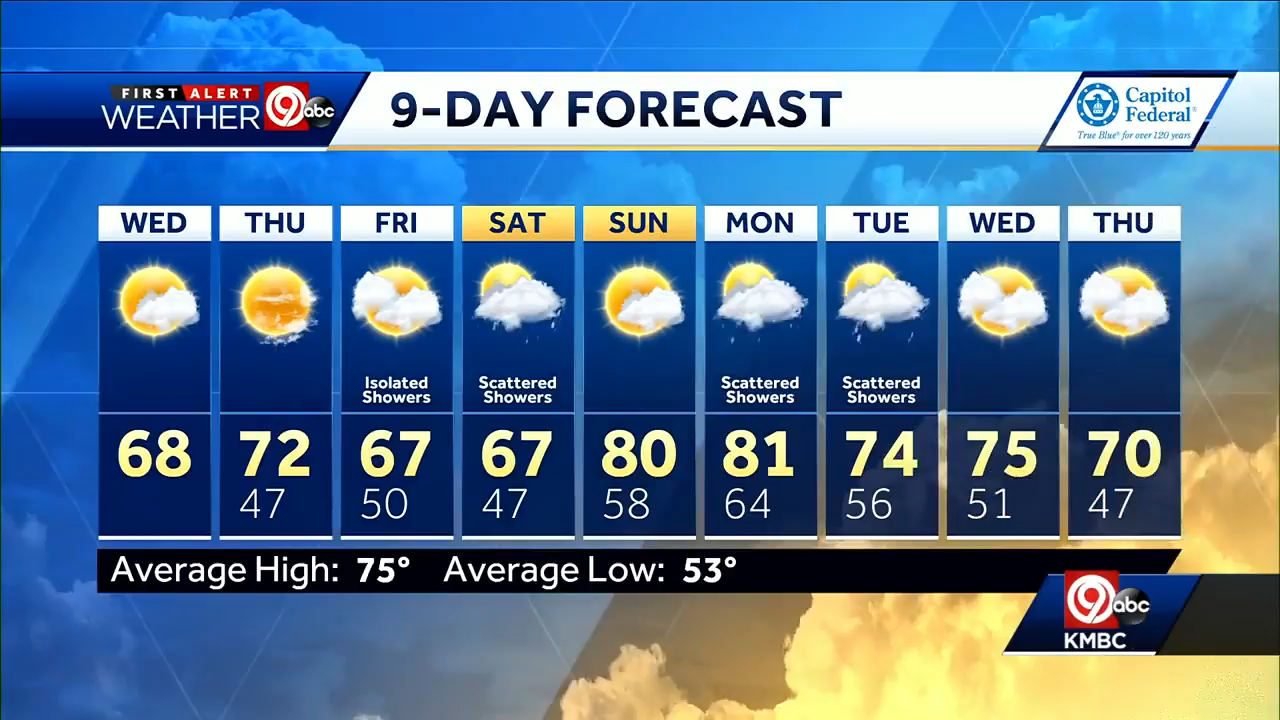 FIRST ALERT
WEATHER 9 abc
9-DAY FORECAST
Capitol
Federal®
True Blue® for over 120 years
WED THU FRI SAT SUN MON TUE WED THU
Isolated Scattered Scattered Scattered
Showers Showers Showers Showers
68 72 67 67 80 81 74 75 70
47 50 47 58 64 56 51 47
Average High: 75° Average Low: 53°
9 abc
KMBC